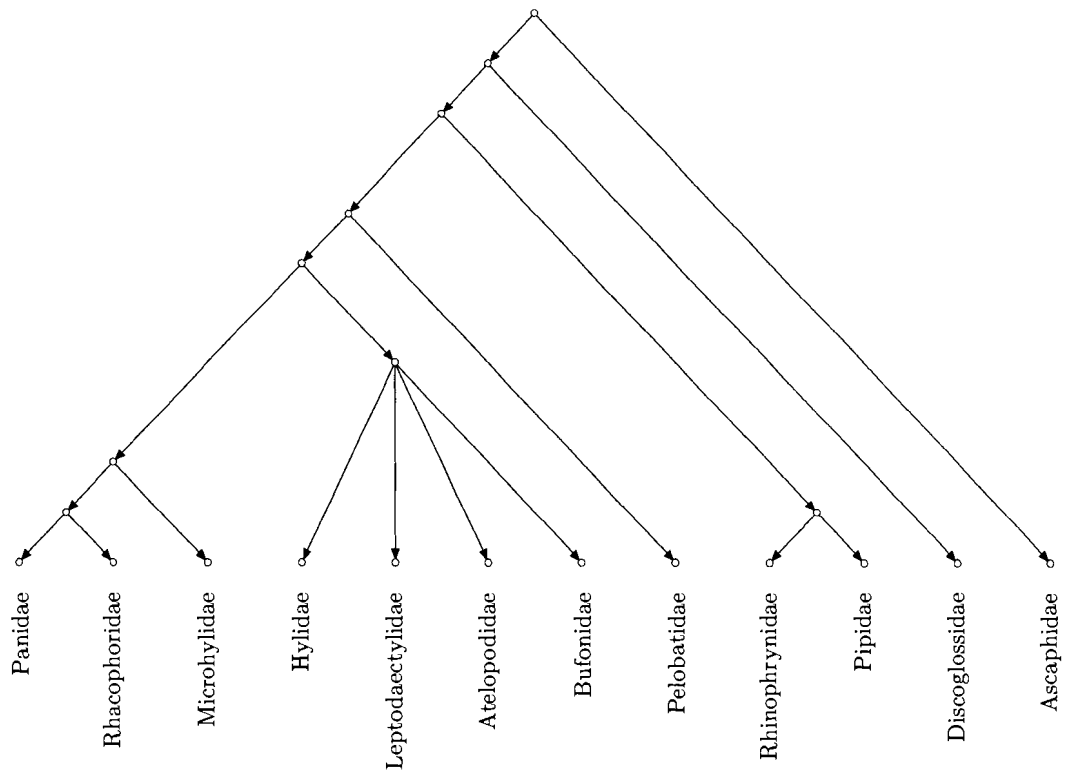 Panidae
Rhacophoridae
Microhylidae
Hylidae
Leptodaectylidae
Atelopodidae
Bufonidae
Pelobatidae
Rhinophrynidae
Pipidae
Discoglossidae
Ascaphidae